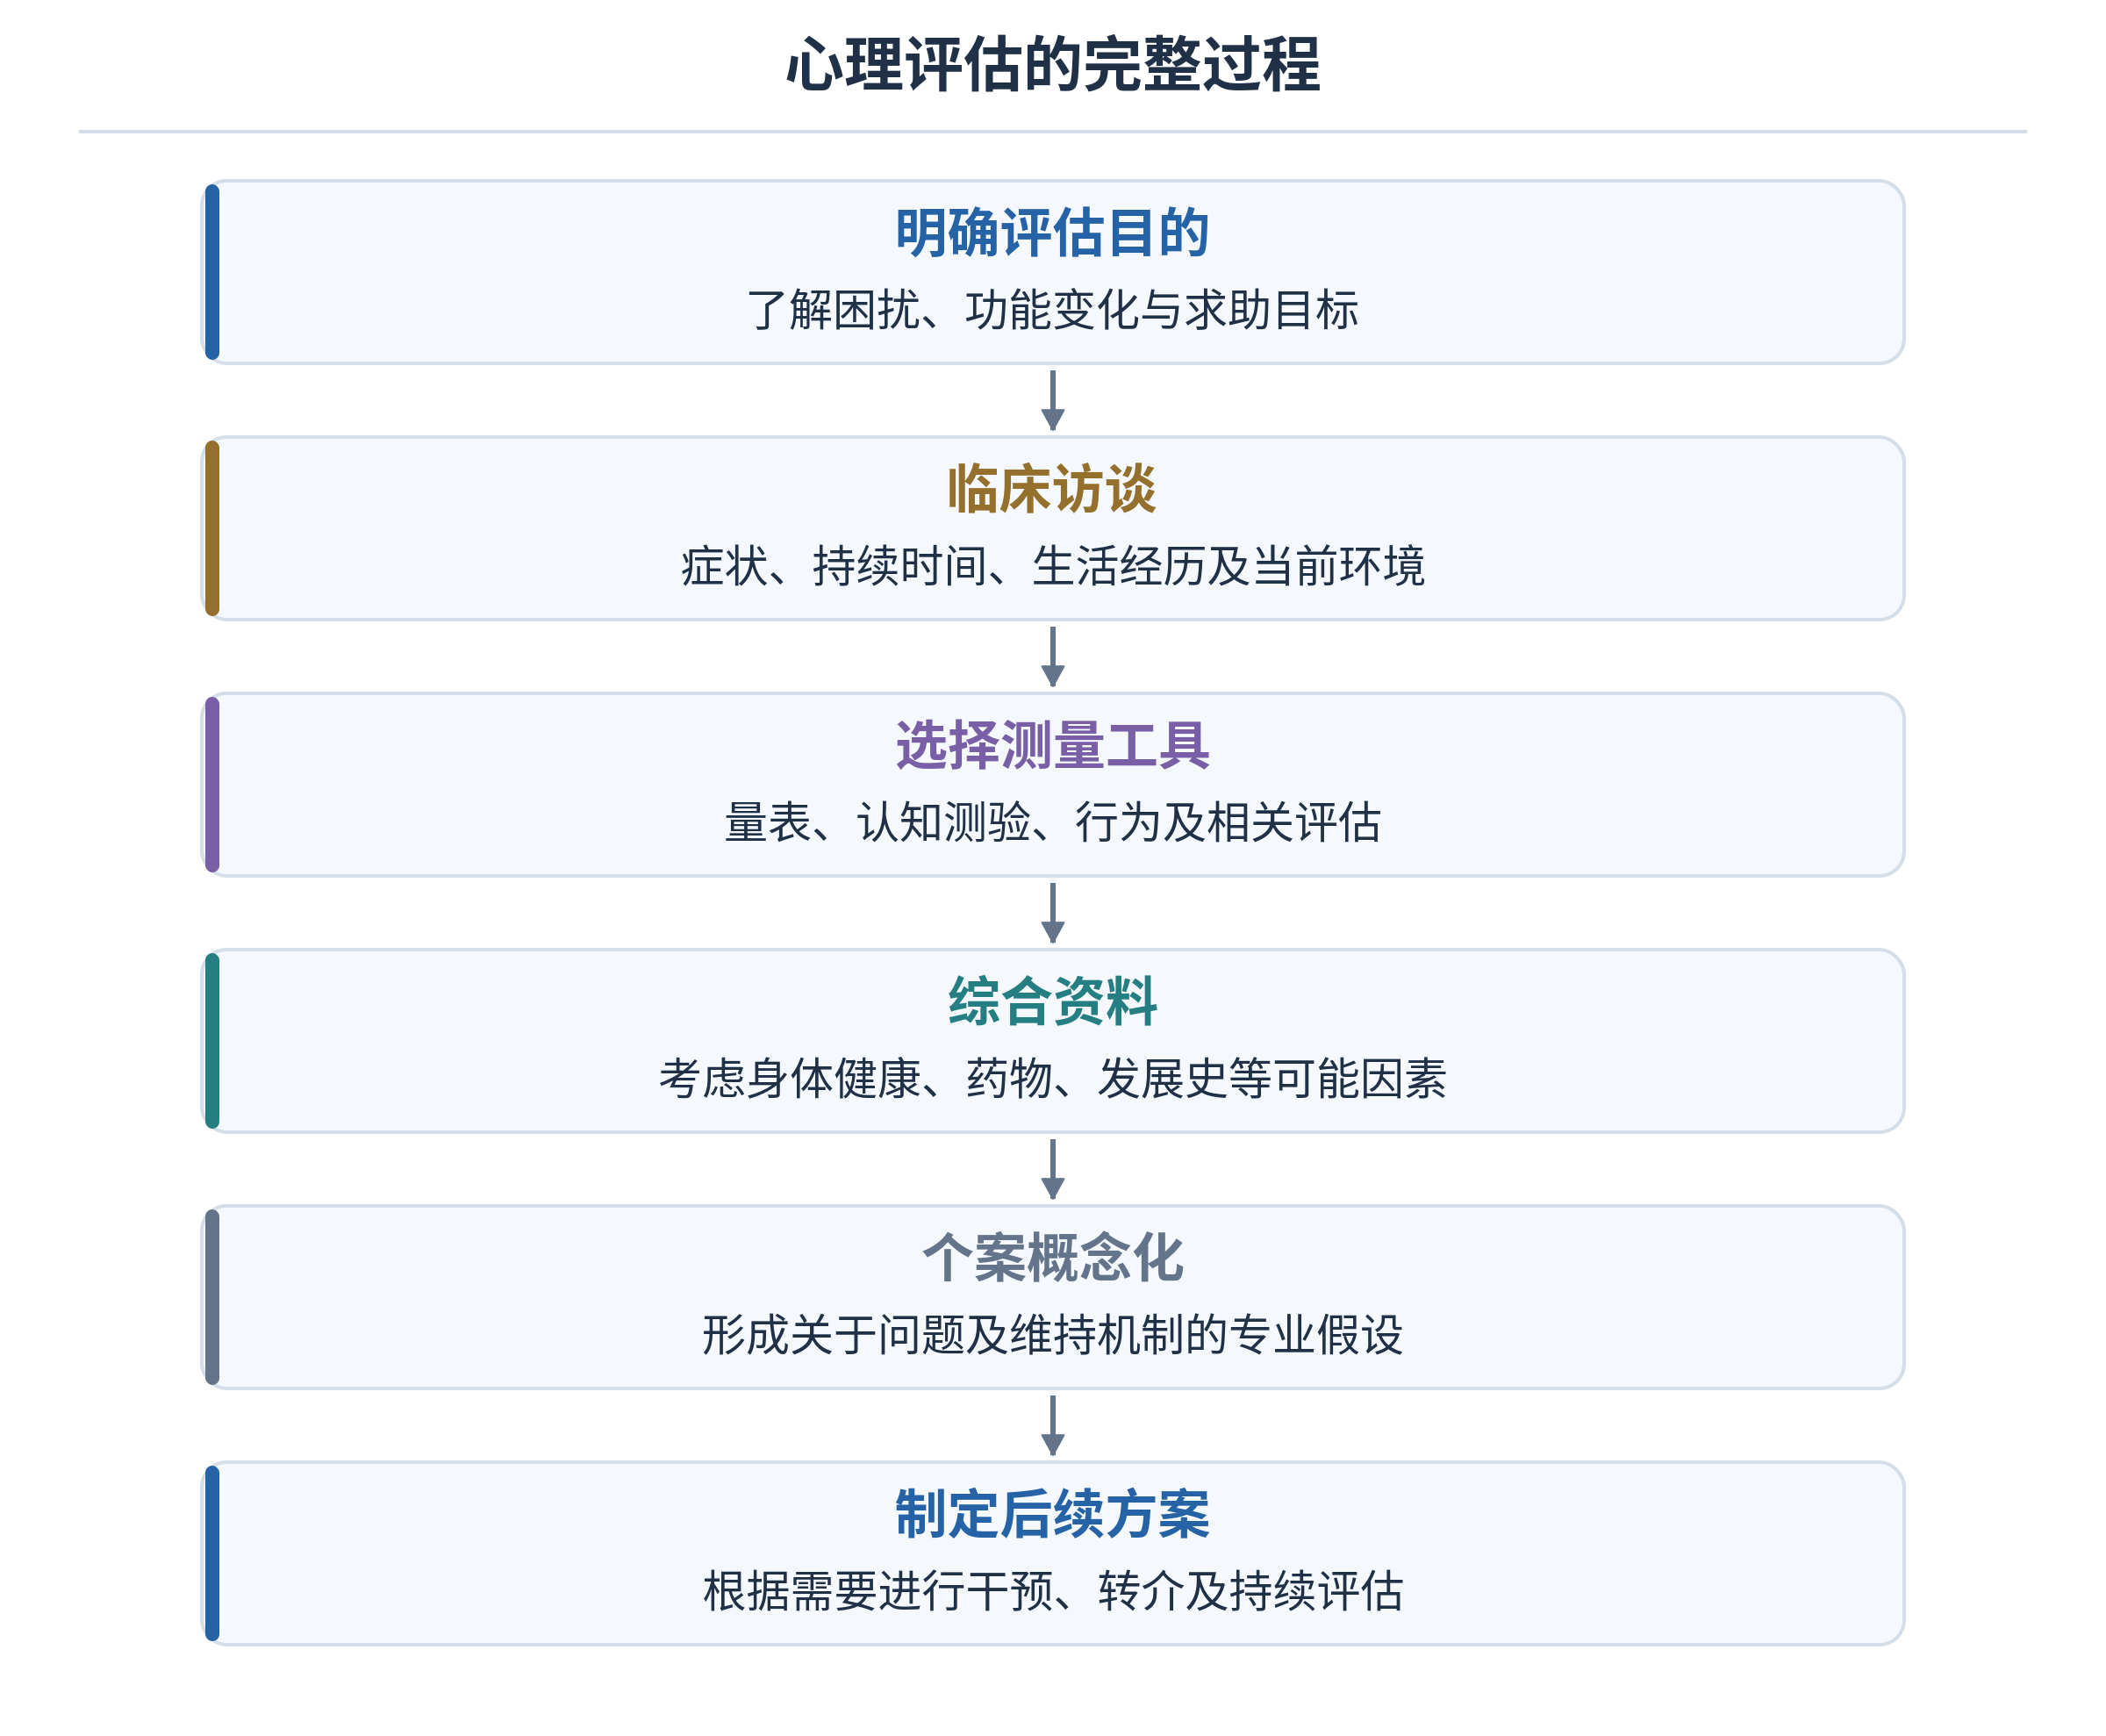 心理评估的完整过程
明确评估目的
了解困扰、功能变化与求助目标
临床访谈
症状、持续时间、生活经历及当前环境
选择测量工具
量表、认知测验、行为及相关评估
综合资料
考虑身体健康、药物、发展史等可能因素
个案概念化
形成关于问题及维持机制的专业假设
制定后续方案
根据需要进行干预、转介及持续评估